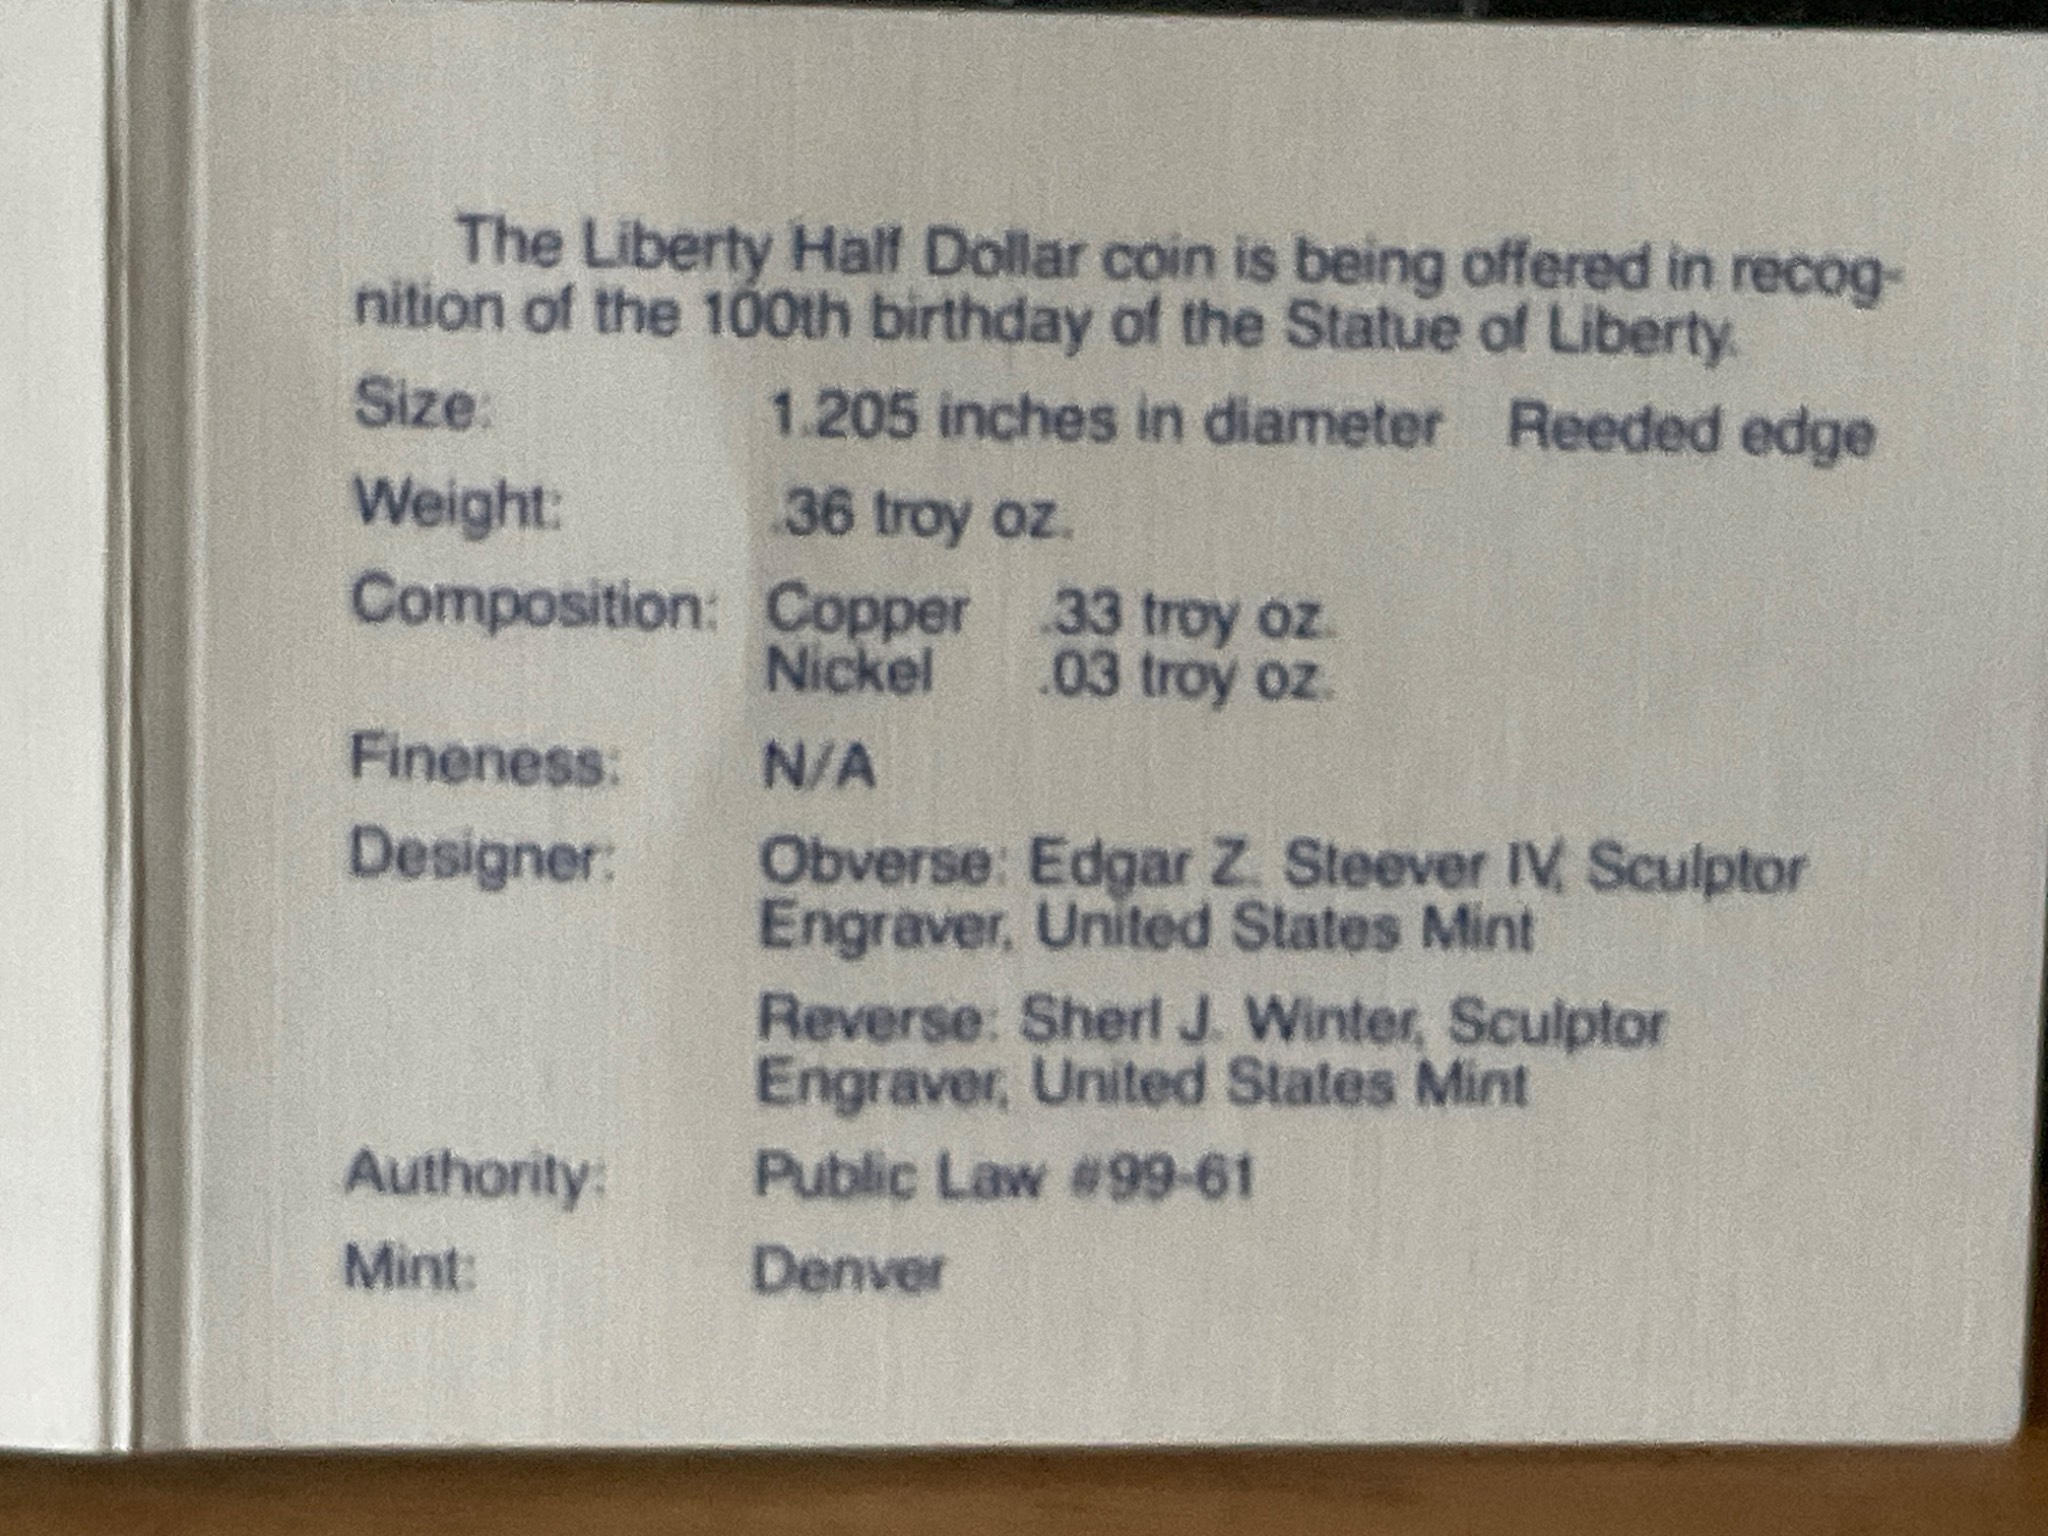 The Liberty Half Dollar coin is being offered in recog-
nition of the 100th birthday of the Statue of Liberty.
Size: 1.205 inches in diameter Reeded edge
Weight: .36 troy oz.
Composition: Copper .33 troy oz.
Nickel .03 troy oz.
Fineness: N/A
Designer: Obverse: Edgar Z. Steever IV, Sculptor
Engraver, United States Mint
Reverse: Sherl J. Winter, Sculptor
Engraver, United States Mint
Authority: Public Law #99-61
Mint: Denver